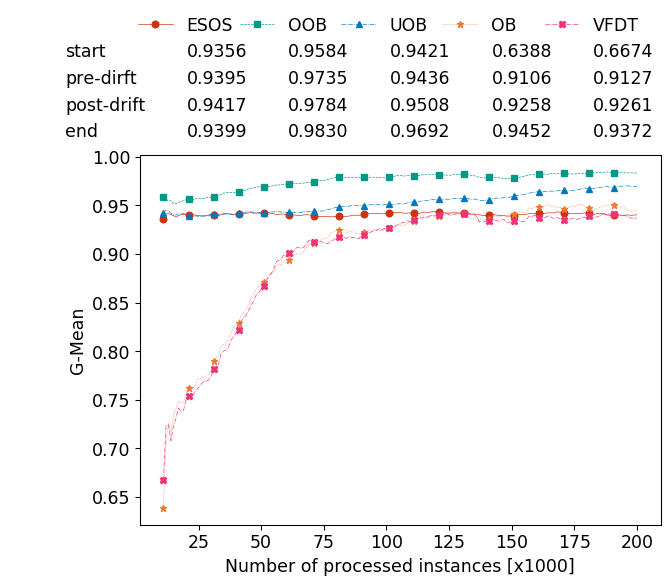 ESOS OOB UOB OB VFDT
start 0.9356 0.9584 0.9421 0.6388 0.6674
pre-dirft 0.9395 0.9735 0.9436 0.9106 0.9127
post-drift 0.9417 0.9784 0.9508 0.9258 0.9261
end 0.9399 0.9830 0.9692 0.9452 0.9372
1.00
0.95
0.90
0.85
0.80
0.75
0.70
0.65
G-Mean
25 50 75 100 125 150 175 200
Number of processed instances [x1000]